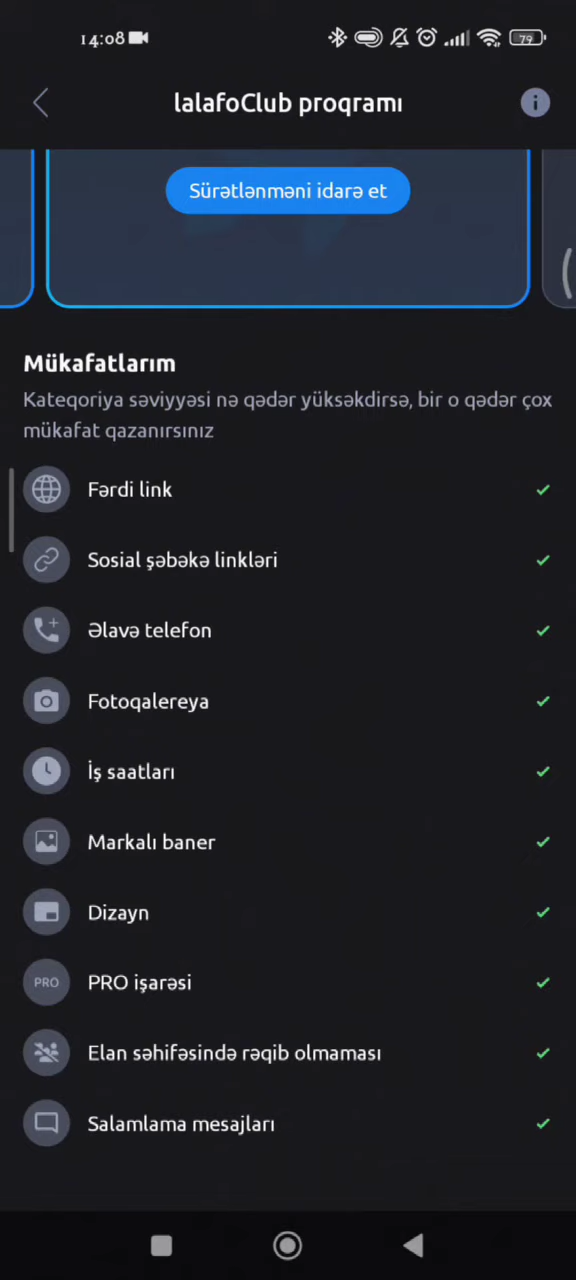 14:08
79
lalafoClub proqramı
Sürətlənməni idarə et
Mükafatlarım
Kateqoriya səviyyəsi nə qədər yüksəkdirsə, bir o qədər çox
mükafat qazanırsınız
Fərdi link
Sosial şəbəkə linkləri
Əlavə telefon
Fotoqalereya
İş saatları
Markalı baner
Dizayn
PRO PRO işarəsi
Elan səhifəsində rəqib olmaması
Salamlama mesajları